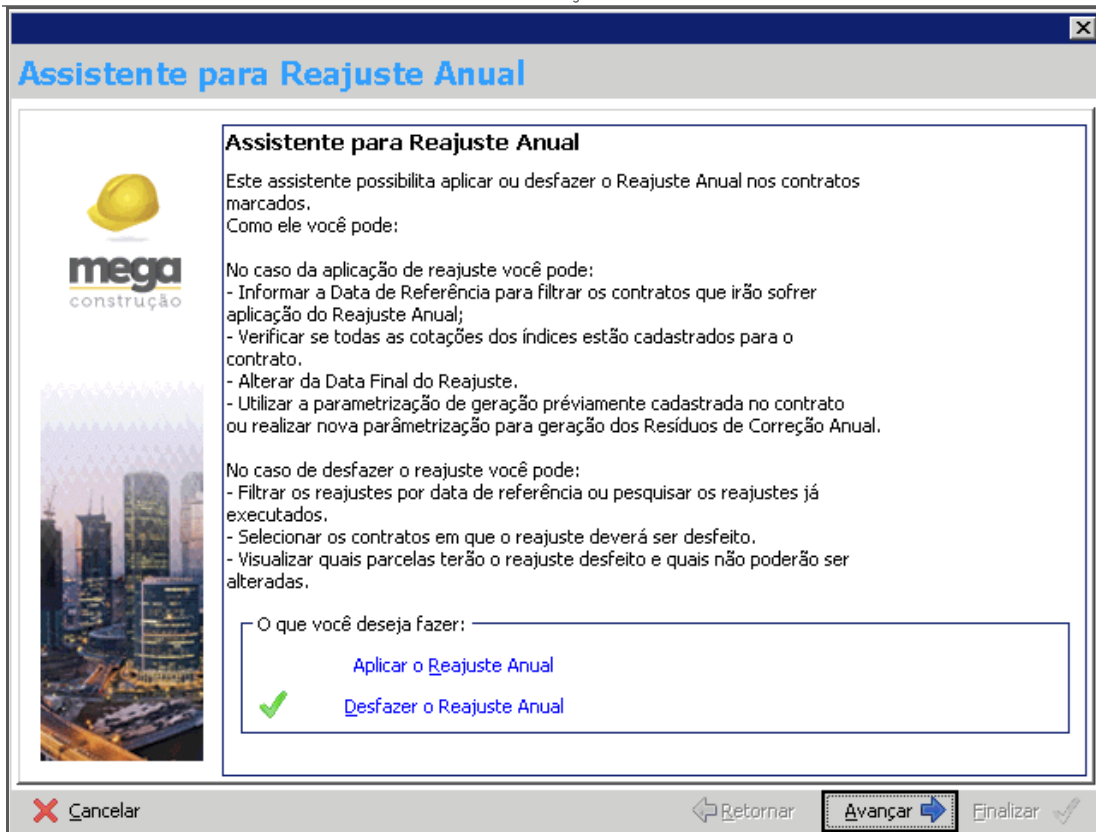 Assistente para Reajuste Anual
Assistente para Reajuste Anual
Este assistente possibilita aplicar ou desfazer o Reajuste Anual nos contratos
marcados.
Como ele você pode:
No caso da aplicação de reajuste você pode:
- Informar a Data de Referência para filtrar os contratos que irão sofrer
aplicação do Reajuste Anual;
- Verificar se todas as cotações dos índices estão cadastrados para o
contrato.
- Alterar da Data Final do Reajuste.
- Utilizar a parametrização de geração préviamente cadastrada no contrato
ou realizar nova parâmetrização para geração dos Resíduos de Correção Anual.
No caso de desfazer o reajuste você pode:
- Filtrar os reajustes por data de referência ou pesquisar os reajustes já
executados.
- Selecionar os contratos em que o reajuste deverá ser desfeito.
- Visualizar quais parcelas terão o reajuste desfeito e quais não poderão ser
alteradas.
mega
construção
O que você deseja fazer:
Aplicar o Reajuste Anual
Desfazer o Reajuste Anual
Cancelar
Retornar
Avançar
Finalizar